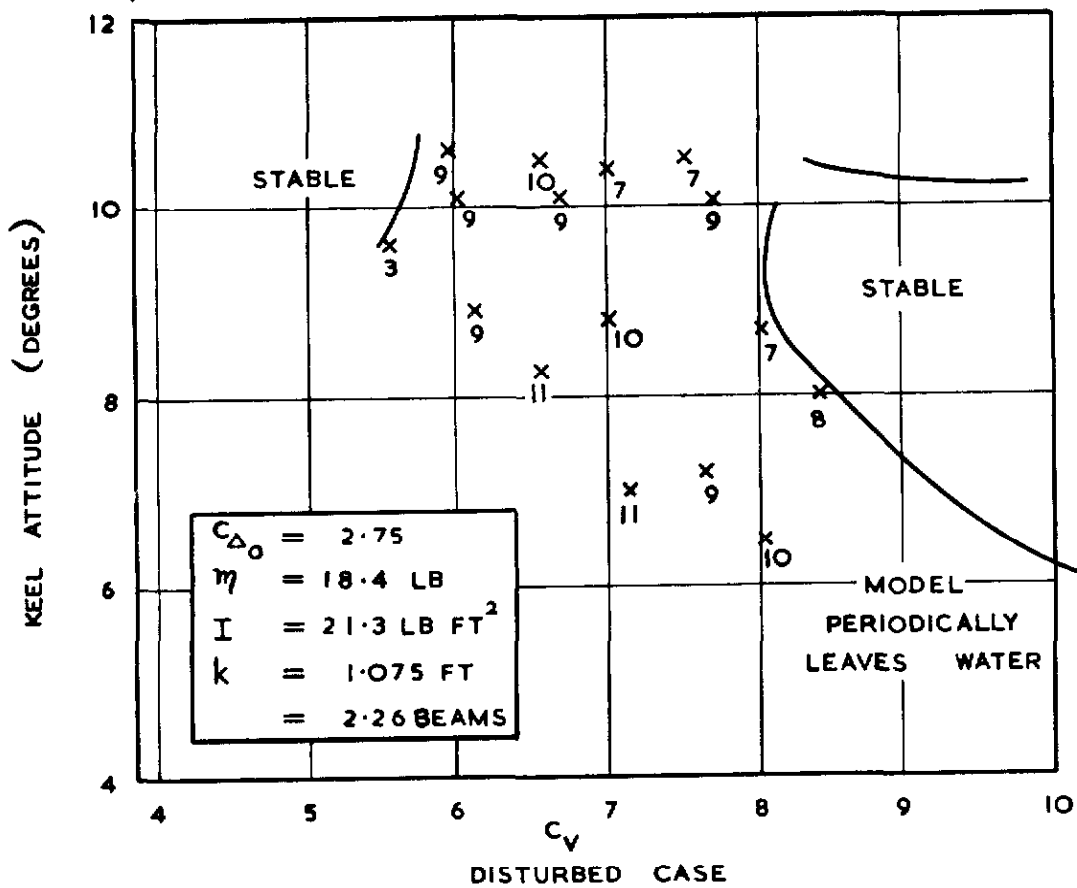 12
10
8
6
4
KEEL ATTITUDE (DEGREES)
STABLE
9
10
7
7
9
9
9
3
STABLE
9
10
7
11
8
11
9
10
C△₀ = 2·75
m = 18·4 LB
I = 21·3 LB FT²
k = 1·075 FT
= 2·26 BEAMS
MODEL
PERIODICALLY
LEAVES WATER
4 5 6 7 8 9 10
Cᵥ
DISTURBED CASE